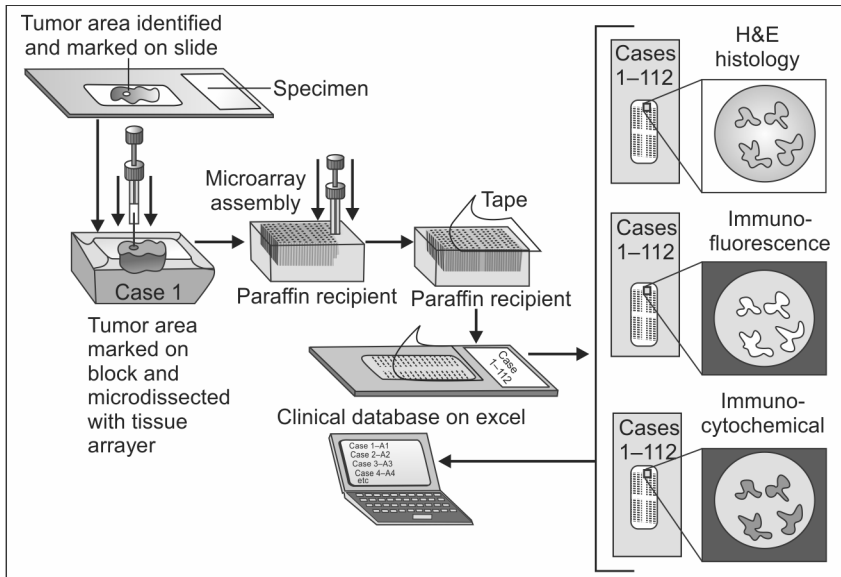 Tumor area identified
and marked on slide
Specimen
Microarray
assembly
Tape
Case 1
Paraffin recipient
Paraffin recipient
Tumor area
marked on
block and
microdissected
with tissue
arrayer
Case
1–112
Clinical database on excel
Case 1–A1
Case 2–A2
Case 3–A3
Case 4–A4
etc
H&E
histology
Cases
1–112
Immuno-
fluorescence
Cases
1–112
Immuno-
cytochemical
Cases
1–112